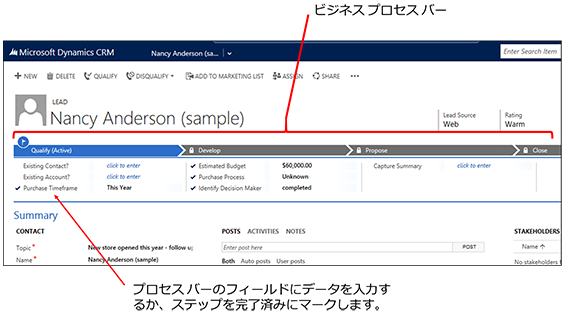 ビジネス プロセス バー
Microsoft Dynamics CRM
Nancy Anderson (sa...
Enter Search Item
NEW
DELETE
QUALIFY
DISQUALIFY
ADD TO MARKETING LIST
ASSIGN
SHARE
LEAD
Nancy Anderson (sample)
Lead Source
Web
Rating
Warm
Qualify (Active)
Develop
Propose
Close
Existing Contact? click to enter
Existing Account? click to enter
Purchase Timeframe This Year
Estimated Budget $60,000.00
Purchase Process Unknown
Identify Decision Maker completed
Capture Summary click to enter
Summary
CONTACT
Topic * New store opened this year - follow u;
Name * Nancy Anderson (sample)
POSTS ACTIVITIES NOTES
Enter post here POST
Both Auto posts User posts
STAKEHOLDERS
Name
No stakeholders
プロセス バーのフィールドにデータを入力す
るか、ステップを完了済みにマークします。